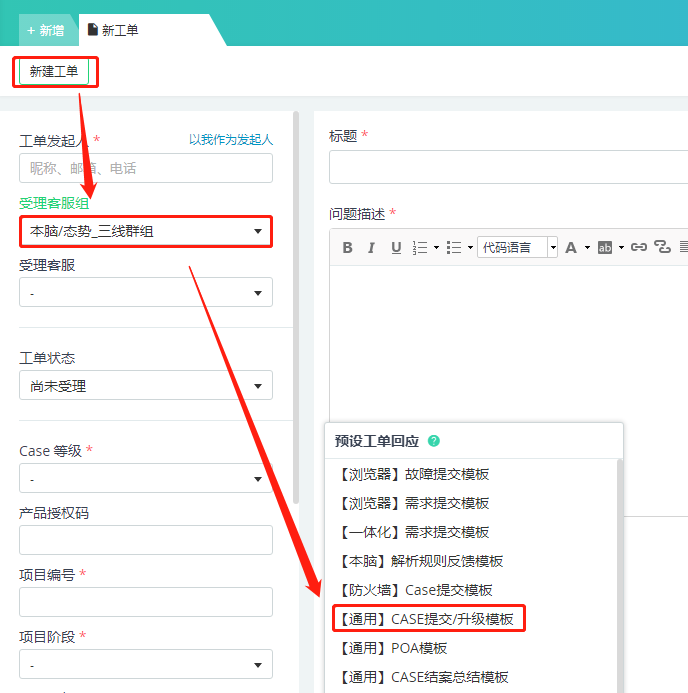 + 新增
新工单
新建工单
工单发起人 *
以我作为发起人
昵称、邮箱、电话
受理客服组
本脑/态势_三线群组
受理客服
-
工单状态
尚未受理
Case 等级 *
-
产品授权码
项目编号 *
项目阶段 *
-
标题 *
问题描述 *
B I U 代码语言 A ab
预设工单回应 ?
【浏览器】故障提交模板
【浏览器】需求提交模板
【一体化】需求提交模板
【本脑】解析规则反馈模板
【防火墙】Case提交模板
【通用】CASE提交/升级模板
【通用】POA模板
【通用】CASE结案总结模板